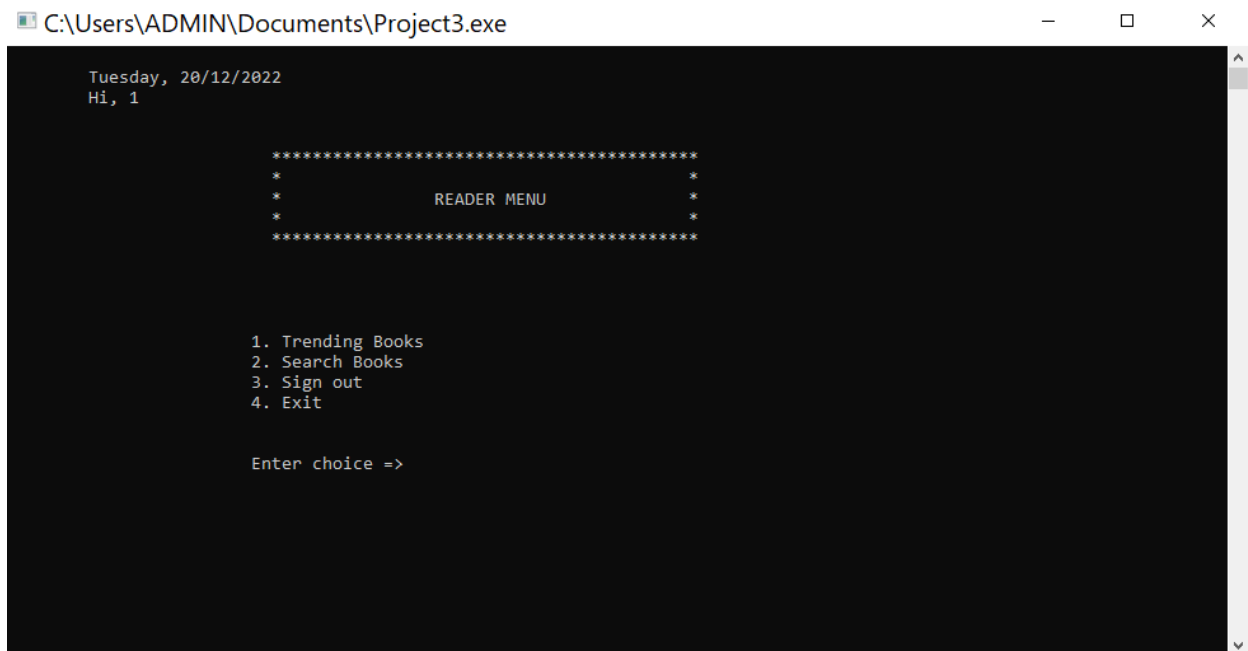 C:\Users\ADMIN\Documents\Project3.exe
Tuesday, 20/12/2022
Hi, 1
******************************************
* *
* READER MENU *
* *
******************************************
1. Trending Books
2. Search Books
3. Sign out
4. Exit
Enter choice =>